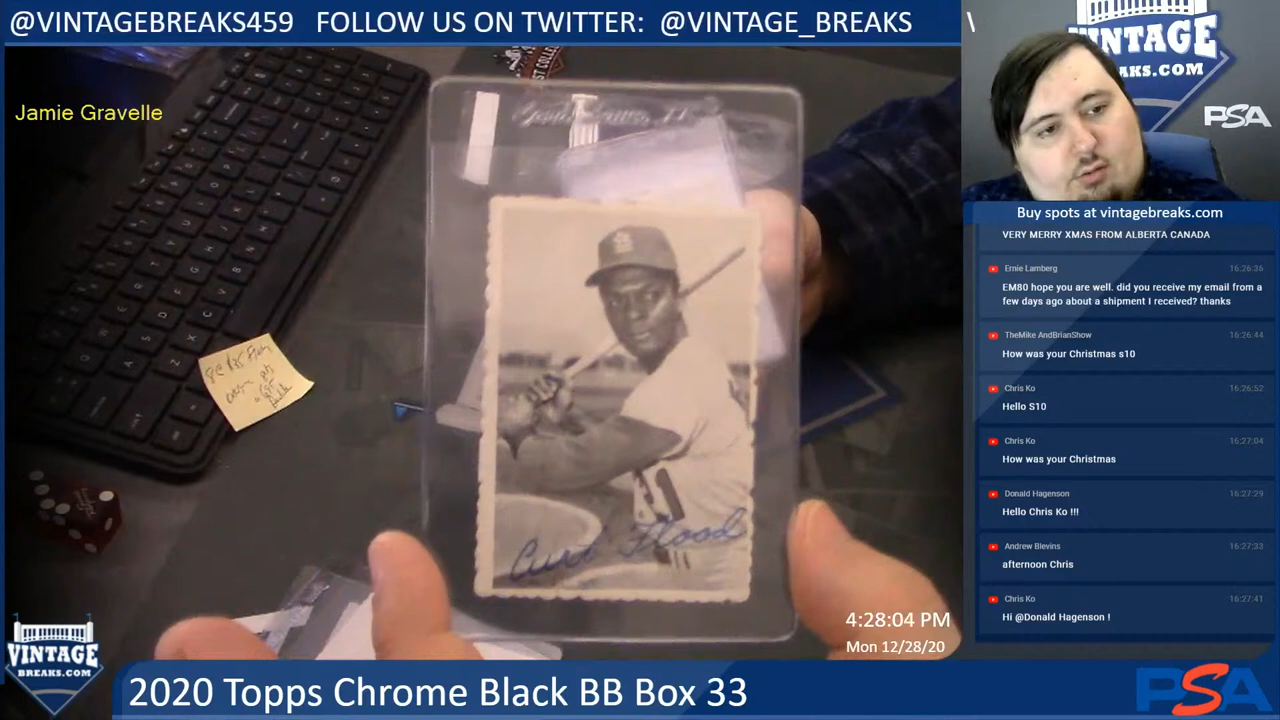 @VINTAGEBREAKS459 FOLLOW US ON TWITTER: @VINTAGE_BREAKS
VINTAGE
BREAKS.COM
PSA
Jamie Gravelle
Buy spots at vintagebreaks.com
VERY MERRY XMAS FROM ALBERTA CANADA
Ernie Lamberg 16:26:36
EM80 hope you are well. did you receive my email from a
few days ago about a shipment I received? thanks
TheMike AndBrianShow 16:26:44
How was your Christmas s10
Chris Ko 16:26:52
Hello S10
Chris Ko 16:27:04
How was your Christmas
Donald Hagenson 16:27:29
Hello Chris Ko !!!
Andrew Blevins 16:27:33
afternoon Chris
Chris Ko 16:27:41
Hi @Donald Hagenson !
Curt Flood
4:28:04 PM
Mon 12/28/20
VINTAGE
BREAKS.COM
2020 Topps Chrome Black BB Box 33
PSA